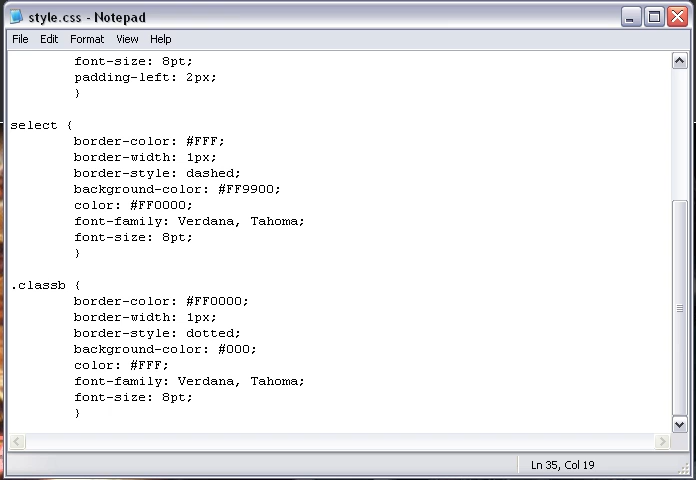 style.css - Notepad
File Edit Format View Help
font-size: 8pt;
padding-left: 2px;
}
select {
border-color: #FFF;
border-width: 1px;
border-style: dashed;
background-color: #FF9900;
color: #FF0000;
font-family: Verdana, Tahoma;
font-size: 8pt;
}
.classb {
border-color: #FF0000;
border-width: 1px;
border-style: dotted;
background-color: #000;
color: #FFF;
font-family: Verdana, Tahoma;
font-size: 8pt;
}
Ln 35, Col 19